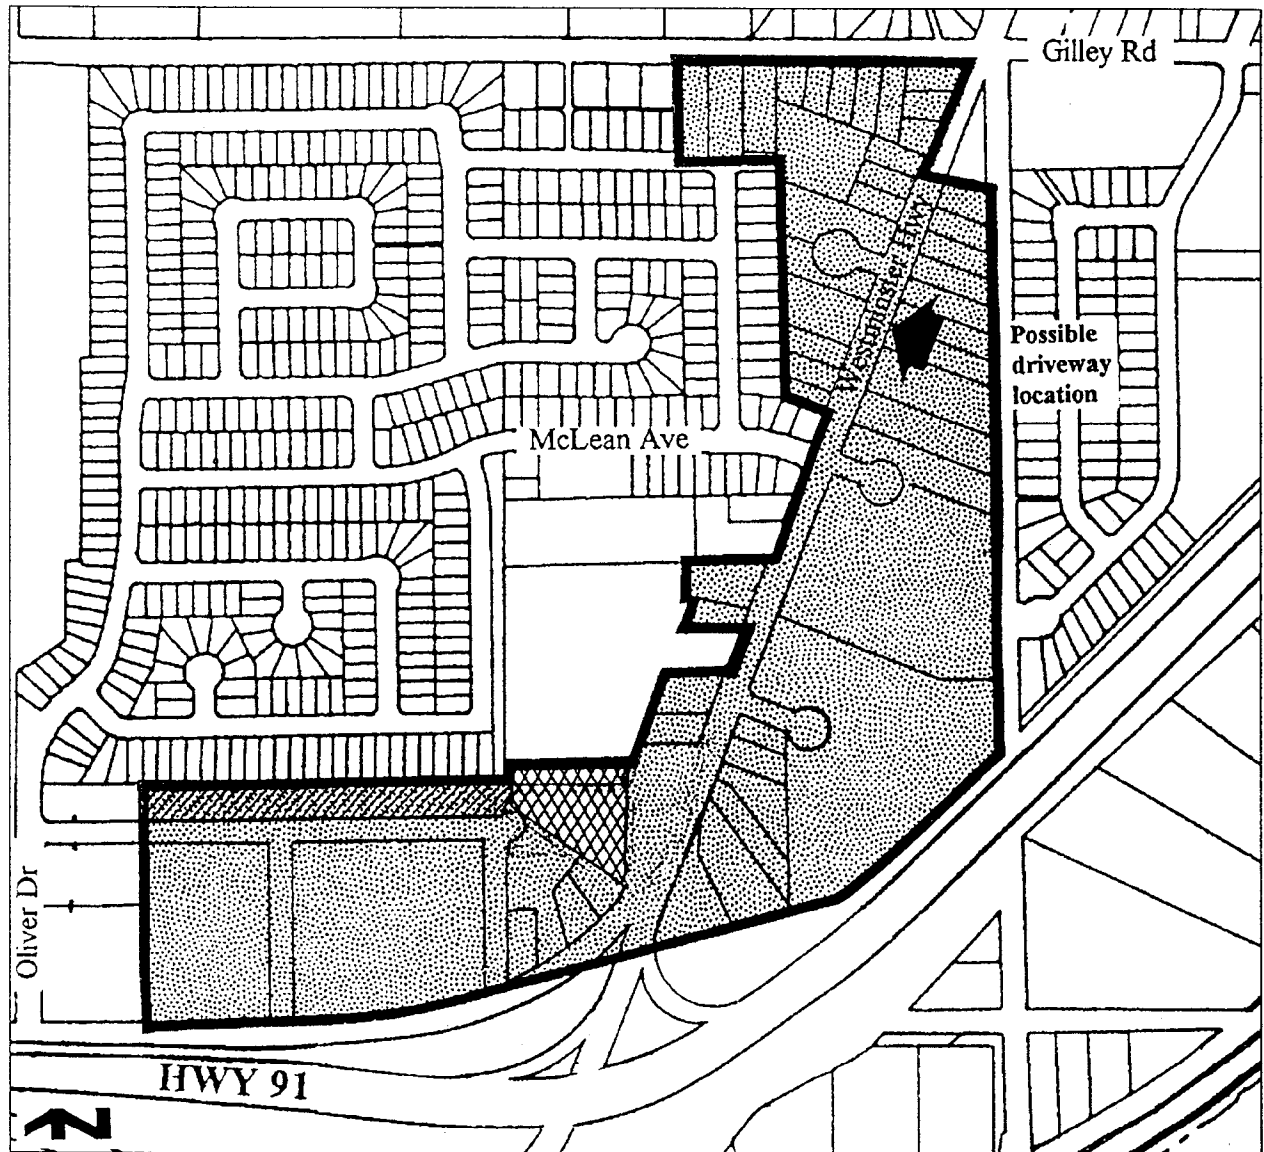 Gilley Rd
Westminster Hwy
Possible
driveway
location
McLean Ave
Oliver Dr
HWY 91
N